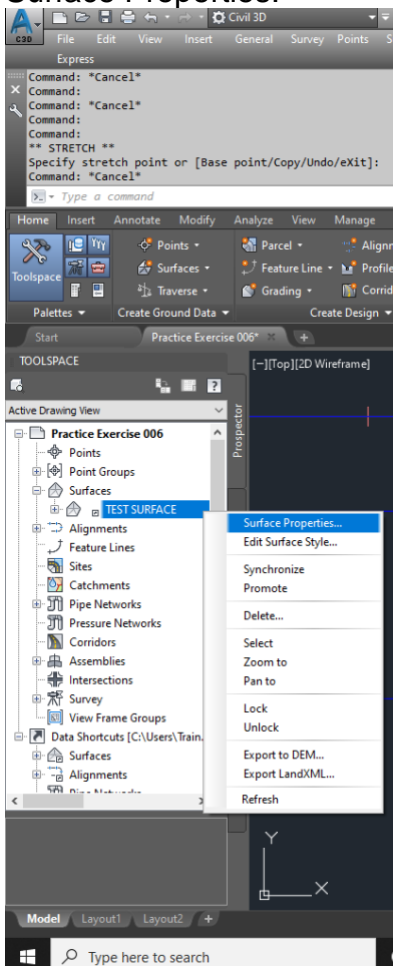 Surface Properties.
Civil 3D
C3D File Edit View Insert General Survey Points
Express
Command: *Cancel*
Command:
Command: *Cancel*
Command:
Command:
** STRETCH **
Specify stretch point or [Base point/Copy/Undo/eXit]:
Command: *Cancel*
Type a command
Home Insert Annotate Modify Analyze View Manage
Toolspace
Points Parcel Alignn
Surfaces Feature Line Profile
Traverse Grading Corrid
Palettes Create Ground Data Create Design
Start Practice Exercise 006* +
TOOLSPACE
[−][Top][2D Wireframe]
Active Drawing View
Prospector
Practice Exercise 006
Points
Point Groups
Surfaces
TEST SURFACE
Alignments
Feature Lines
Sites
Catchments
Pipe Networks
Pressure Networks
Corridors
Assemblies
Intersections
Survey
View Frame Groups
Data Shortcuts [C:\Users\Train.
Surfaces
Alignments
Pipe Networks
Surface Properties...
Edit Surface Style...
Synchronize
Promote
Delete...
Select
Zoom to
Pan to
Lock
Unlock
Export to DEM...
Export LandXML...
Refresh
Y
X
Model Layout1 Layout2 +
Type here to search